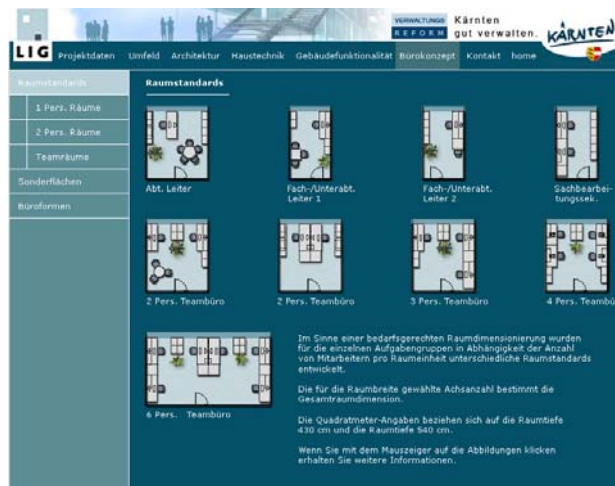 VERWALTUNGS
REFORM
Kärnten
gut verwalten.
KÄRNTEN
LIG
Projektdaten Umfeld Architektur Haustechnik Gebäudefunktionalität Bürokonzept Kontakt home
Raumstandards
1 Pers. Räume
2 Pers. Räume
Teamräume
Sonderflächen
Büroformen
Raumstandards
Abt. Leiter
Fach-/Unterabt.
Leiter 1
Fach-/Unterabt.
Leiter 2
Sachbearbei-
tungssek.
2 Pers. Teambüro
2 Pers. Teambüro
3 Pers. Teambüro
4 Pers. Teambü
6 Pers. Teambüro
Im Sinne einer bedarfsgerechten Raumdimensionierung wurden
für die einzelnen Aufgabengruppen in Abhängigkeit der Anzahl
von Mitarbeitern pro Raumeinheit unterschiedliche Raumstandards
entwickelt.
Die für die Raumbreite gewählte Achsanzahl bestimmt die
Gesamtraumdimension.
Die Quadratmeter-Angaben beziehen sich auf die Raumtiefe
430 cm und die Raumtiefe 540 cm.
Wenn Sie mit dem Mauszeiger auf die Abbildungen klicken
erhalten Sie weitere Informationen.